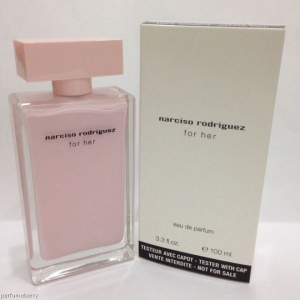 narciso rodriguez
for her
narciso rodriguez
for her
eau de parfum
3.3 fl.oz. ℮ 100 ml
TESTEUR AVEC CAPOT - TESTER WITH CAP
VENTE INTERDITE - NOT FOR SALE
perfumeberry